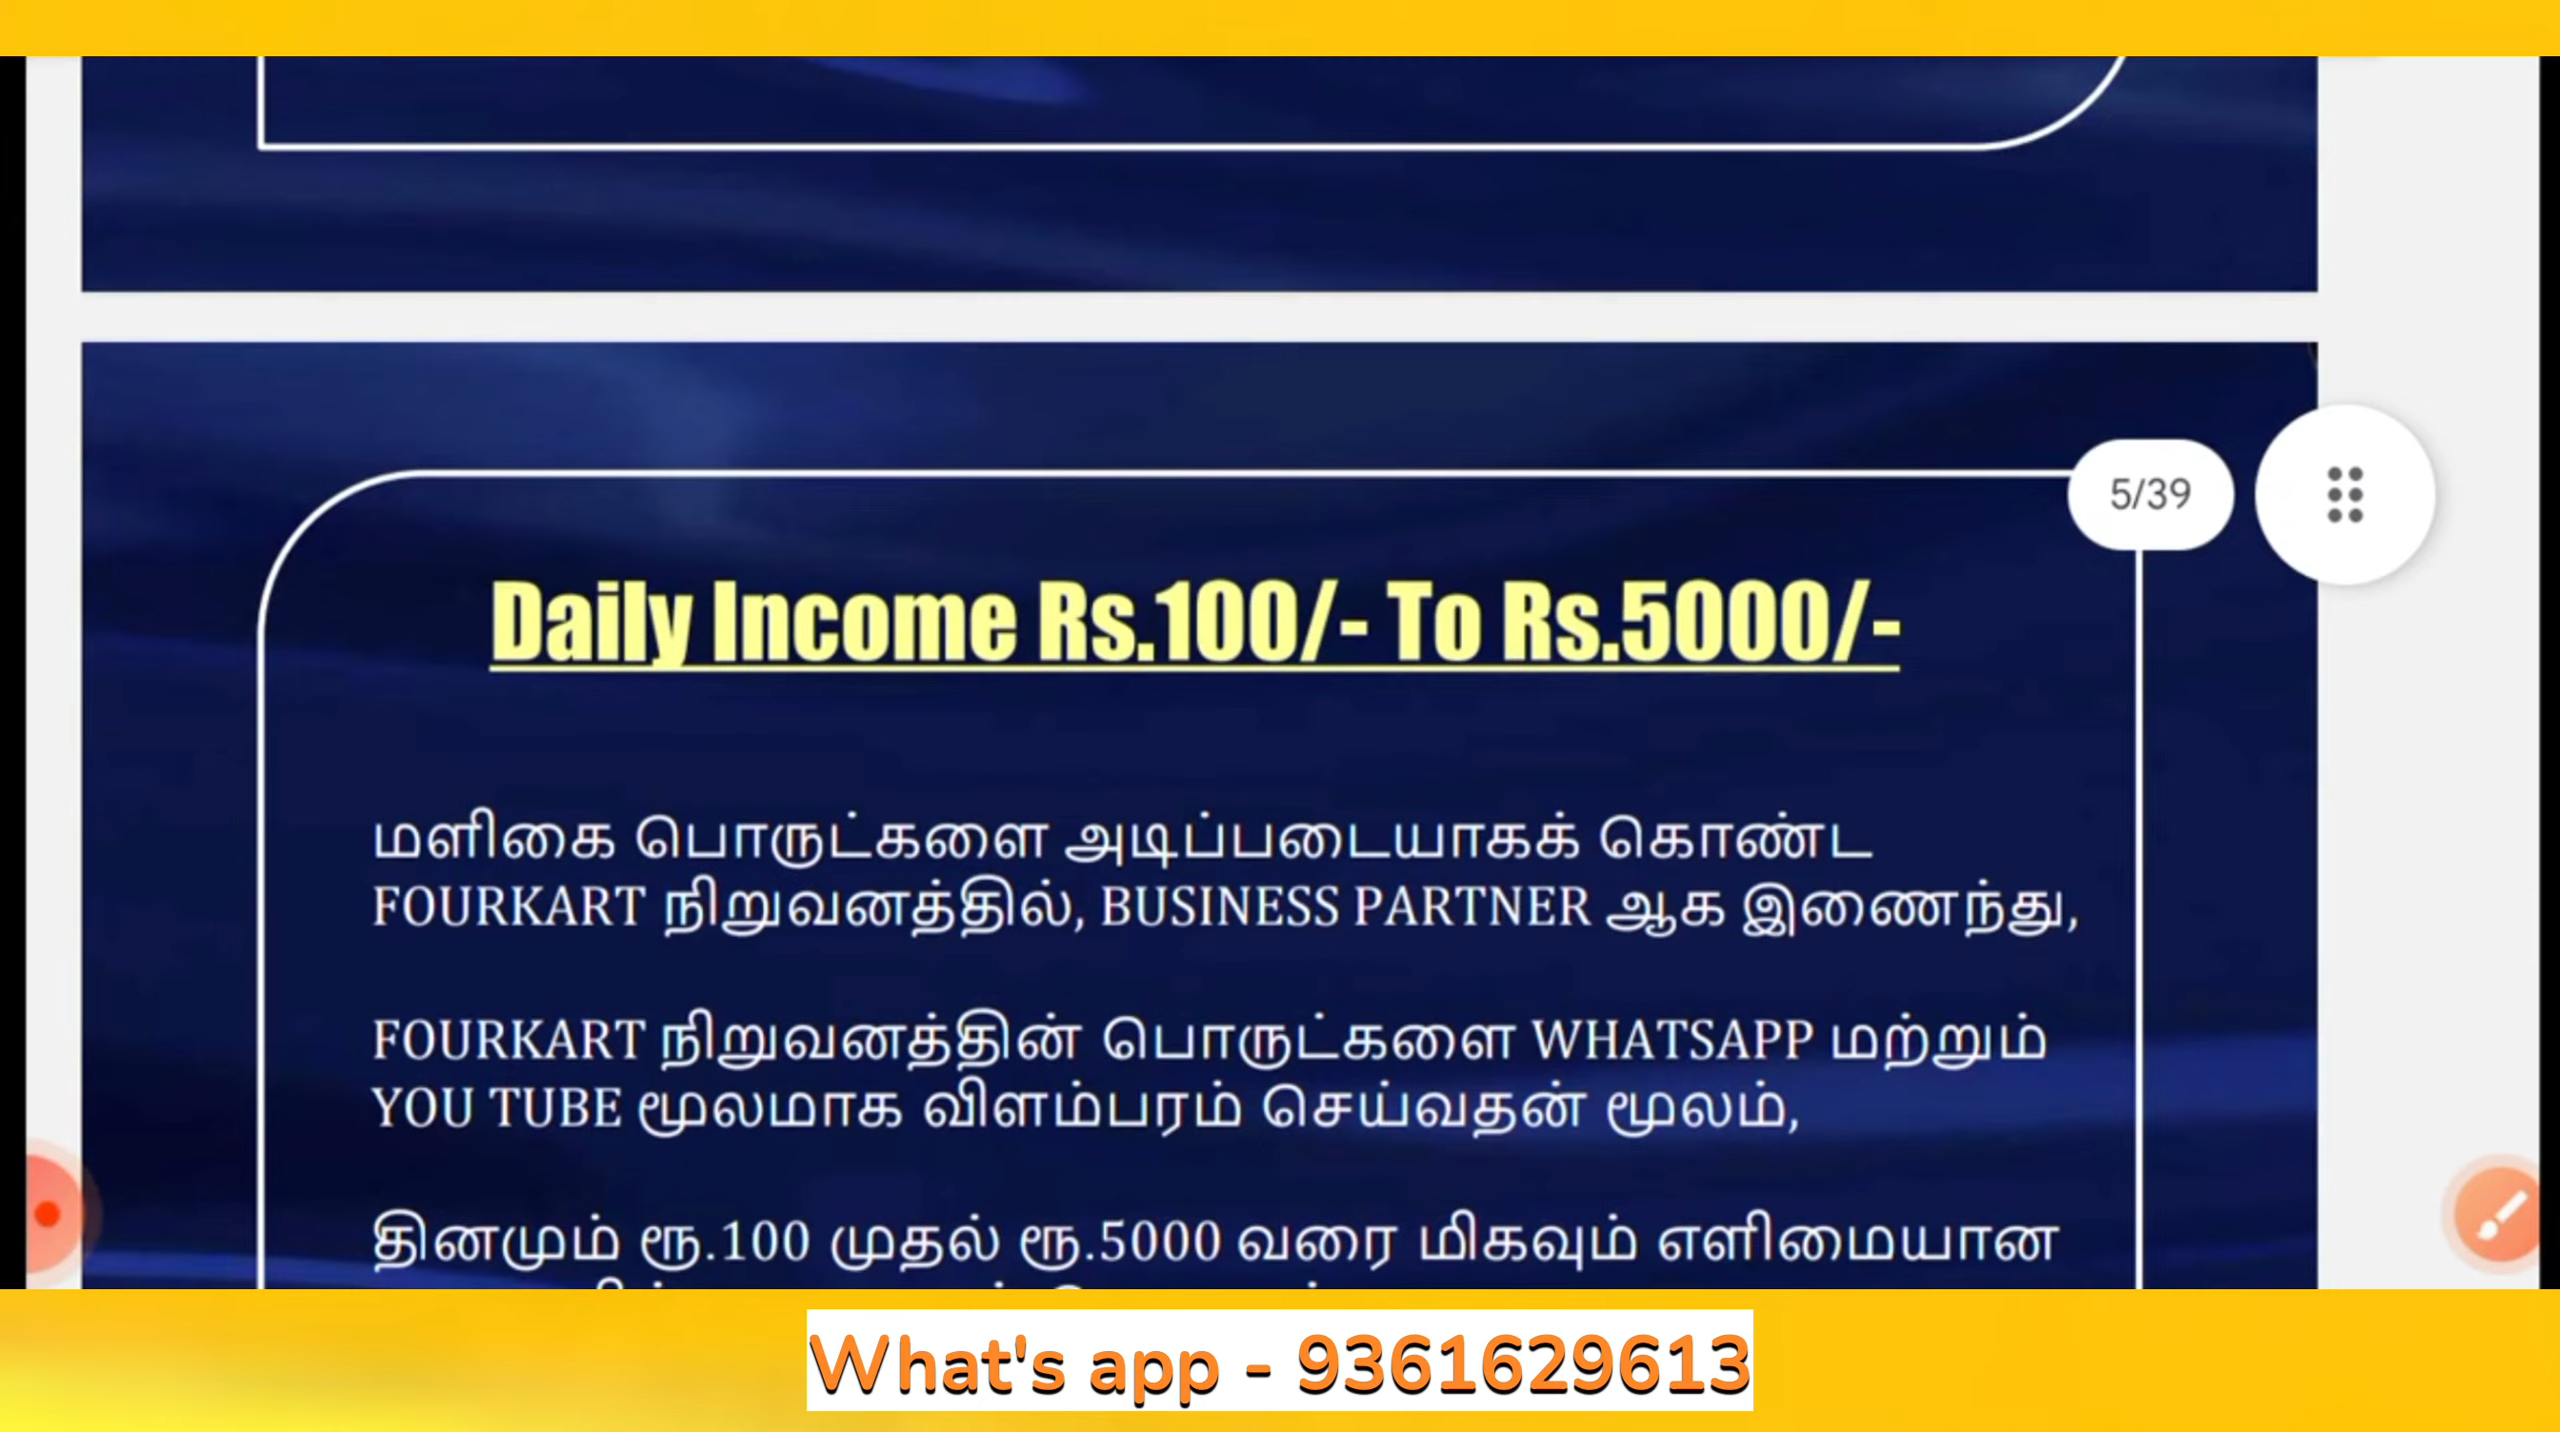 5/39
Daily Income Rs.100/- To Rs.5000/-
மளிகை பொருட்களை அடிப்படையாகக் கொண்ட
FOURKART நிறுவனத்தில், BUSINESS PARTNER ஆக இணைந்து,
FOURKART நிறுவனத்தின் பொருட்களை WHATSAPP மற்றும்
YOU TUBE மூலமாக விளம்பரம் செய்வதன் மூலம்,
தினமும் ரூ.100 முதல் ரூ.5000 வரை மிகவும் எளிமையான
What's app - 9361629613